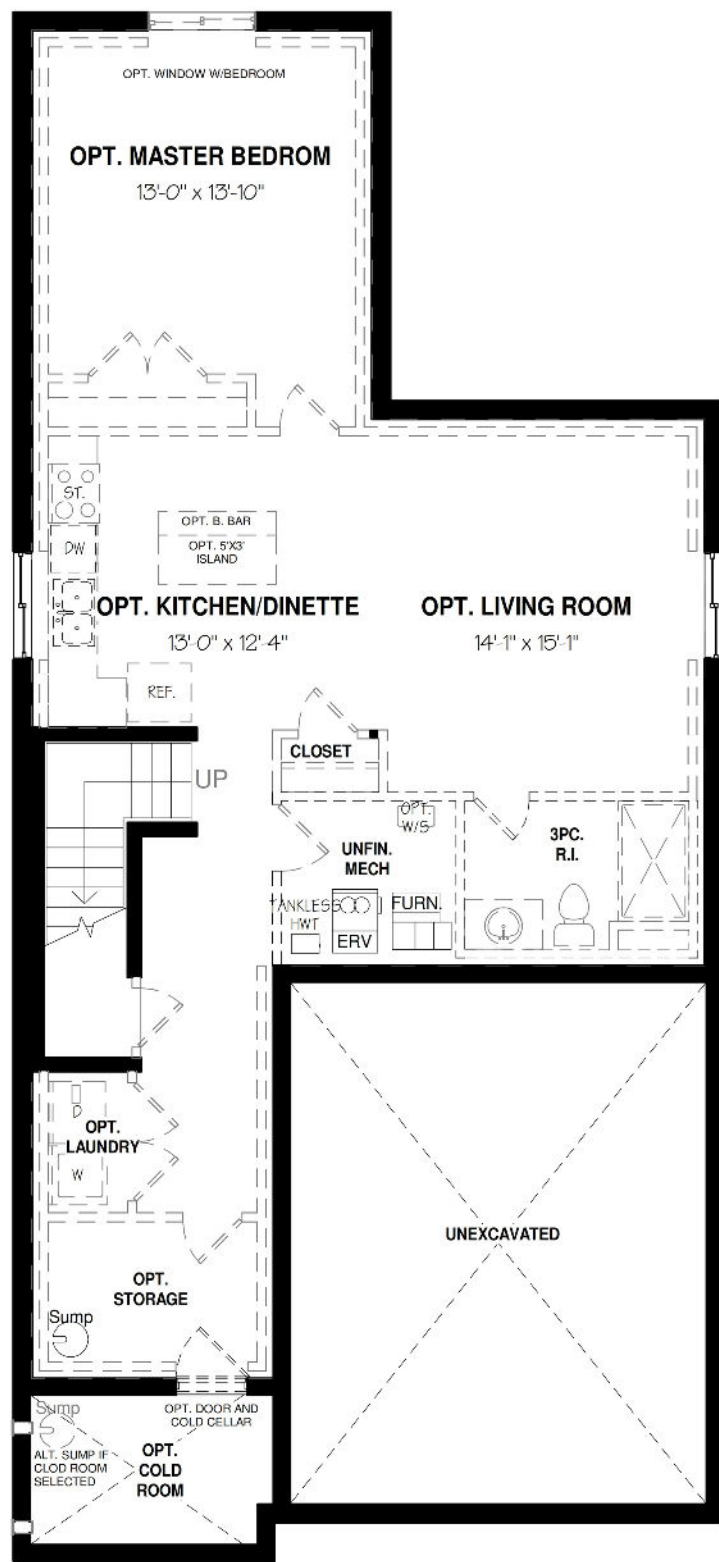 OPT. WINDOW W/BEDROOM
OPT. MASTER BEDROM
13'-0" x 13'-10"
ST.
DW
OPT. B. BAR
OPT. 5'X3'
ISLAND
OPT. KITCHEN/DINETTE
13'-0" x 12'-4"
OPT. LIVING ROOM
14'-1" x 15'-1"
REF.
CLOSET
UP
OPT.
W/S
UNFIN.
MECH
3PC.
R.I.
TANKLESS
HWT
ERV
FURN.
D
OPT.
LAUNDRY
W
UNEXCAVATED
OPT.
STORAGE
Sump
OPT. DOOR AND
COLD CELLAR
Sump
ALT. SUMP IF
CLOD ROOM
SELECTED
OPT.
COLD
ROOM